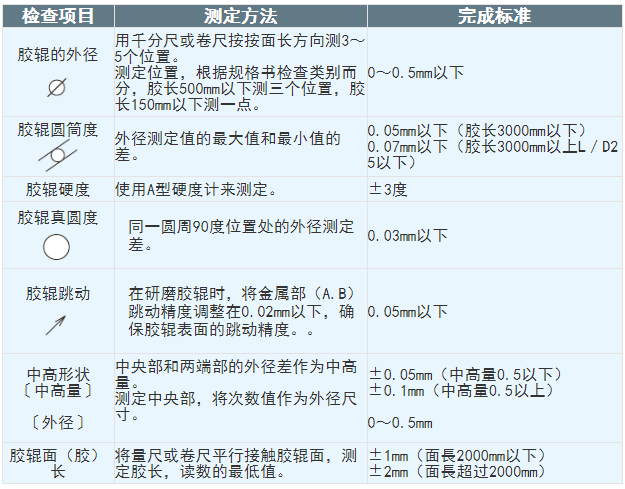 检查项目 测定方法 完成标准
胶辊的外径
用千分尺或卷尺按按面长方向测3～
5个位置。
测定位置，根据规格书检查类别而
分，胶长500mm以下测三个位置，胶
长150mm以下测一点。
0～0.5mm以下
胶辊圆筒度
外径测定值的最大值和最小值的
差。
0.05mm以下（胶长3000mm以下）
0.07mm以下（胶长3000mm以上L／D2
5以下）
胶辊硬度 使用A型硬度计来测定。 ±3度
胶辊真圆度
同一圆周90度位置处的外径测定
差。
0.03mm以下
胶辊跳动
在研磨胶辊时，将金属部（A.B）
跳动精度调整在0.02mm以下，确
保胶辊表面的跳动精度。。
0.05mm以下
中高形状
〔中高量〕
〔外径〕
中央部和两端部的外径差作为中高
量。
测定中央部，将次数值作为外径尺
寸。
±0.05mm（中高量0.5以下）
±0.1mm（中高量0.5以上）
0～0.5mm
胶辊面（胶）
长
将量尺或卷尺平行接触胶辊面，测
定胶长，读数的最低值。
±1mm（面長2000mm以下）
±2mm（面長超过2000mm）